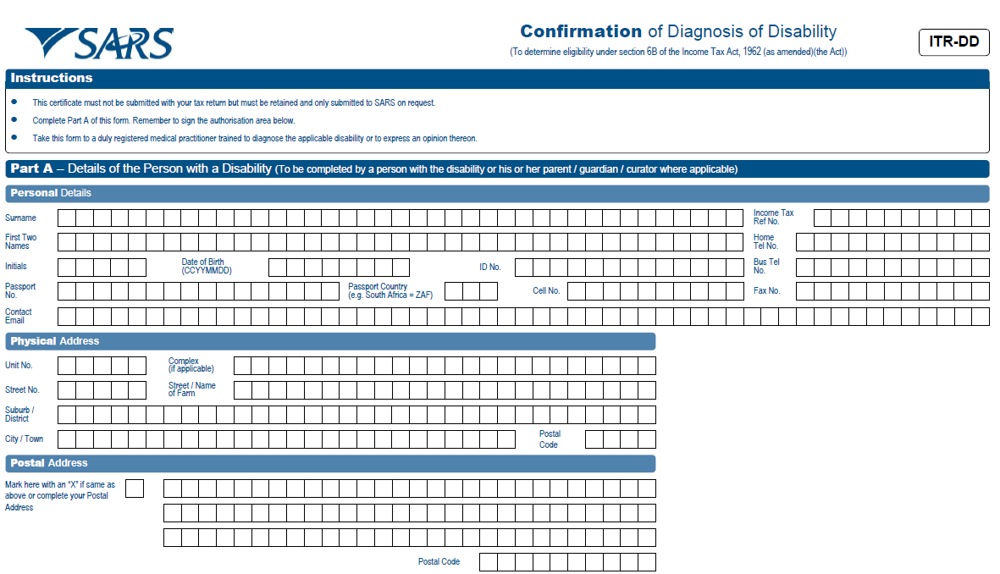 SARS
Confirmation of Diagnosis of Disability
(To determine eligibility under section 6B of the Income Tax Act, 1962 (as amended)(the Act))
ITR-DD
Instructions
This certificate must not be submitted with your tax return but must be retained and only submitted to SARS on request.
Complete Part A of this form. Remember to sign the authorisation area below.
Take this form to a duly registered medical practitioner trained to diagnose the applicable disability or to express an opinion thereon.
Part A – Details of the Person with a Disability (To be completed by a person with the disability or his or her parent / guardian / curator where applicable)
Personal Details
Surname
Income Tax
Ref No.
First Two
Names
Home
Tel No.
Initials
Date of Birth
(CCYYMMDD)
ID No.
Bus Tel
No.
Passport
No.
Passport Country
(e.g. South Africa = ZAF)
Cell No.
Fax No.
Contact
Email
Physical Address
Unit No.
Complex
(if applicable)
Street No.
Street / Name
of Farm
Suburb /
District
City / Town
Postal
Code
Postal Address
Mark here with an “X” if same as
above or complete your Postal
Address
Postal Code